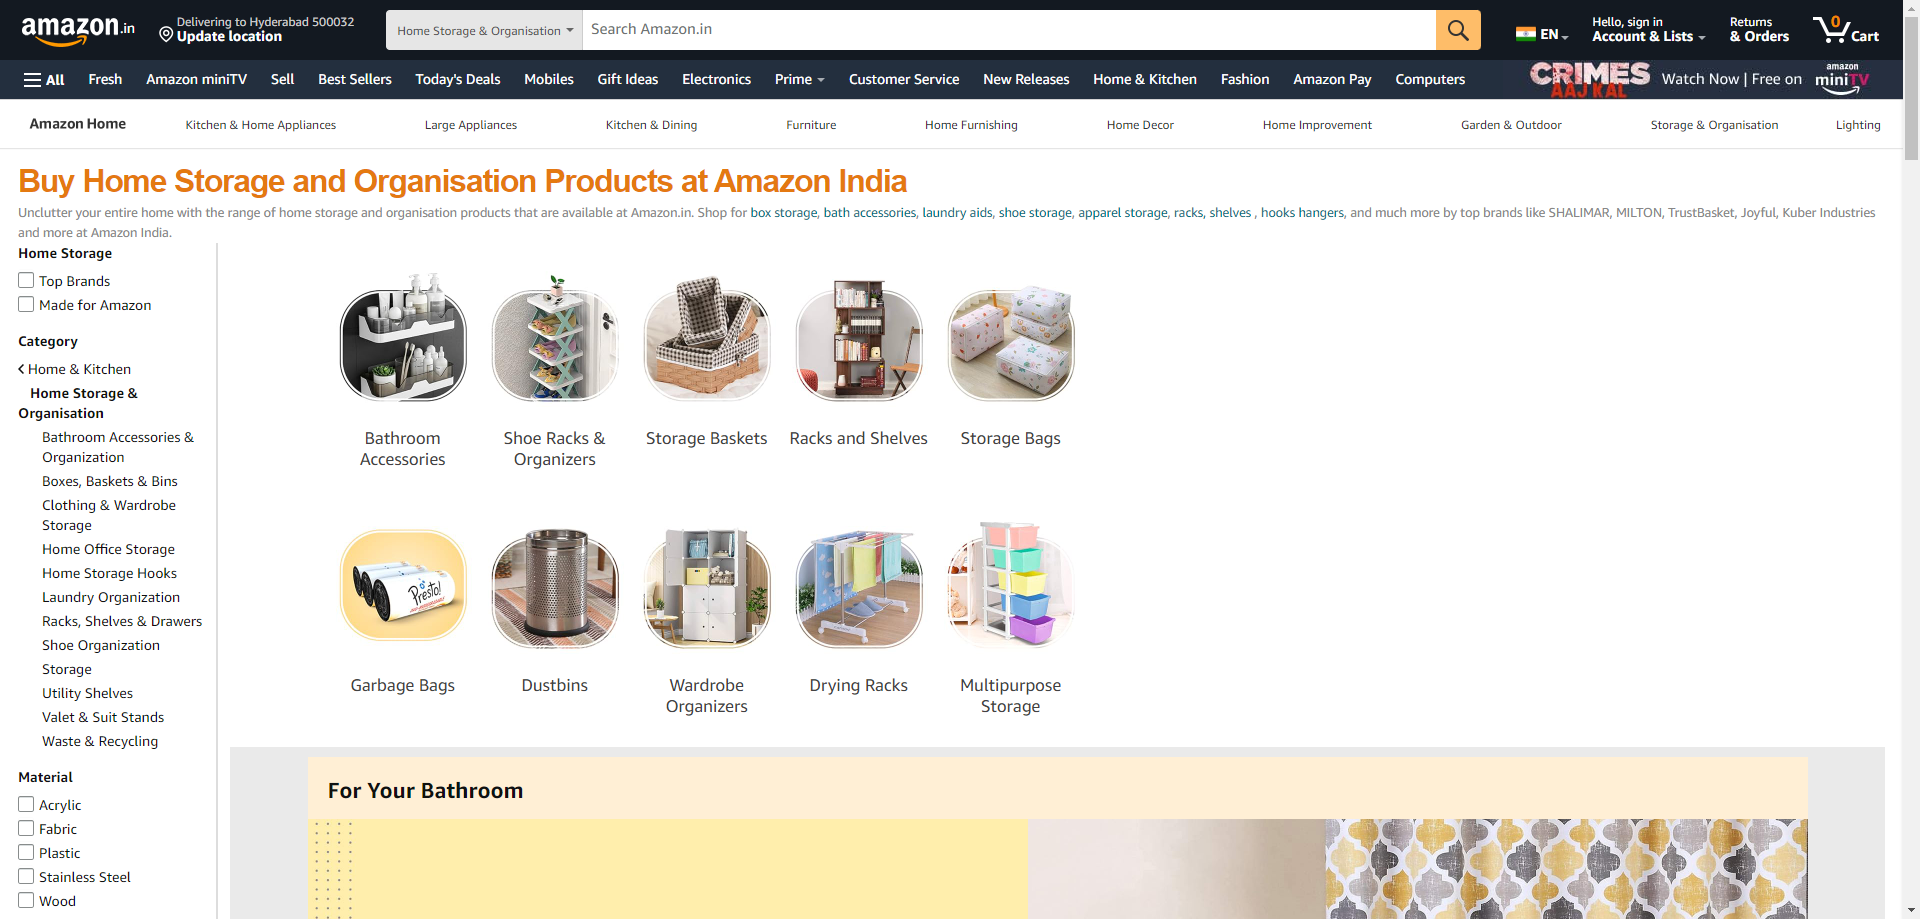 amazon.in
Delivering to Hyderabad 500032
Update location
Home Storage & Organisation
Search Amazon.in
EN
Hello, sign in
Account & Lists
Returns
& Orders
0
Cart
All
Fresh
Amazon miniTV
Sell
Best Sellers
Today's Deals
Mobiles
Gift Ideas
Electronics
Prime
Customer Service
New Releases
Home & Kitchen
Fashion
Amazon Pay
Computers
CRIMES
AAJ KAL
Watch Now | Free on
amazon
miniTV
Amazon Home
Kitchen & Home Appliances
Large Appliances
Kitchen & Dining
Furniture
Home Furnishing
Home Decor
Home Improvement
Garden & Outdoor
Storage & Organisation
Lighting
Buy Home Storage and Organisation Products at Amazon India
Unclutter your entire home with the range of home storage and organisation products that are available at Amazon.in. Shop for box storage, bath accessories, laundry aids, shoe storage, apparel storage, racks, shelves , hooks hangers, and much more by top brands like SHALIMAR, MILTON, TrustBasket, Joyful, Kuber Industries
and more at Amazon India.
Home Storage
Top Brands
Made for Amazon
Category
Home & Kitchen
Home Storage &
Organisation
Bathroom Accessories &
Organization
Boxes, Baskets & Bins
Clothing & Wardrobe
Storage
Home Office Storage
Home Storage Hooks
Laundry Organization
Racks, Shelves & Drawers
Shoe Organization
Storage
Utility Shelves
Valet & Suit Stands
Waste & Recycling
Material
Acrylic
Fabric
Plastic
Stainless Steel
Wood
Bathroom
Accessories
Shoe Racks &
Organizers
Storage Baskets
Racks and Shelves
Storage Bags
Presto!
Garbage Bags
Dustbins
Wardrobe
Organizers
Drying Racks
Multipurpose
Storage
For Your Bathroom